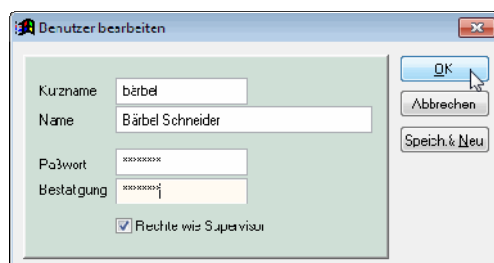 Benutzer bearbeiten
Kurzname bärbel
Name Bärbel Schneider
Paßwort ********
Bestätigung ********
Rechte wie Supervisor
OK
Abbrechen
Speich.& Neu